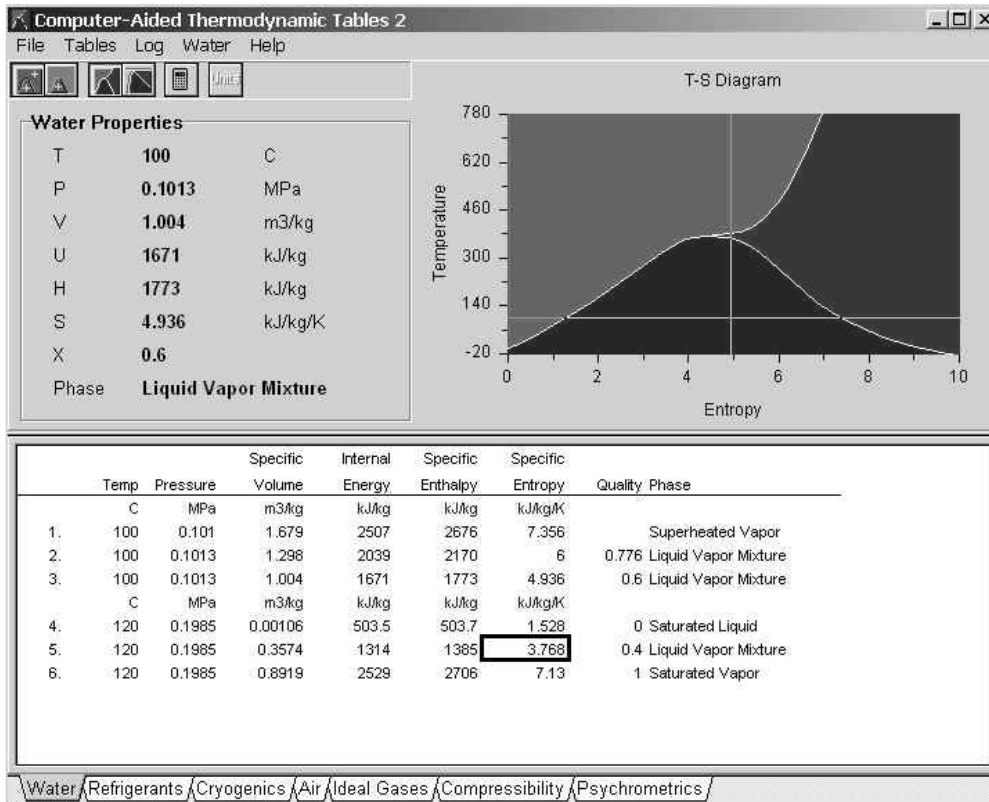 Computer-Aided Thermodynamic Tables 2
File Tables Log Water Help
Units
Water Properties
T 100 C
P 0.1013 MPa
V 1.004 m3/kg
U 1671 kJ/kg
H 1773 kJ/kg
S 4.936 kJ/kg/K
X 0.6
Phase Liquid Vapor Mixture
T-S Diagram
Temperature
780
620
460
300
140
-20
0 2 4 6 8 10
Entropy
Specific Internal Specific Specific
Temp Pressure Volume Energy Enthalpy Entropy Quality Phase
C MPa m3/kg kJ/kg kJ/kg kJ/kg/K
1. 100 0.101 1.679 2507 2676 7.356 Superheated Vapor
2. 100 0.1013 1.298 2039 2170 6 0.776 Liquid Vapor Mixture
3. 100 0.1013 1.004 1671 1773 4.936 0.6 Liquid Vapor Mixture
C MPa m3/kg kJ/kg kJ/kg kJ/kg/K
4. 120 0.1985 0.00106 503.5 503.7 1.528 0 Saturated Liquid
5. 120 0.1985 0.3574 1314 1385 3.768 0.4 Liquid Vapor Mixture
6. 120 0.1985 0.8919 2529 2706 7.13 1 Saturated Vapor
Water Refrigerants Cryogenics Air Ideal Gases Compressibility Psychrometrics